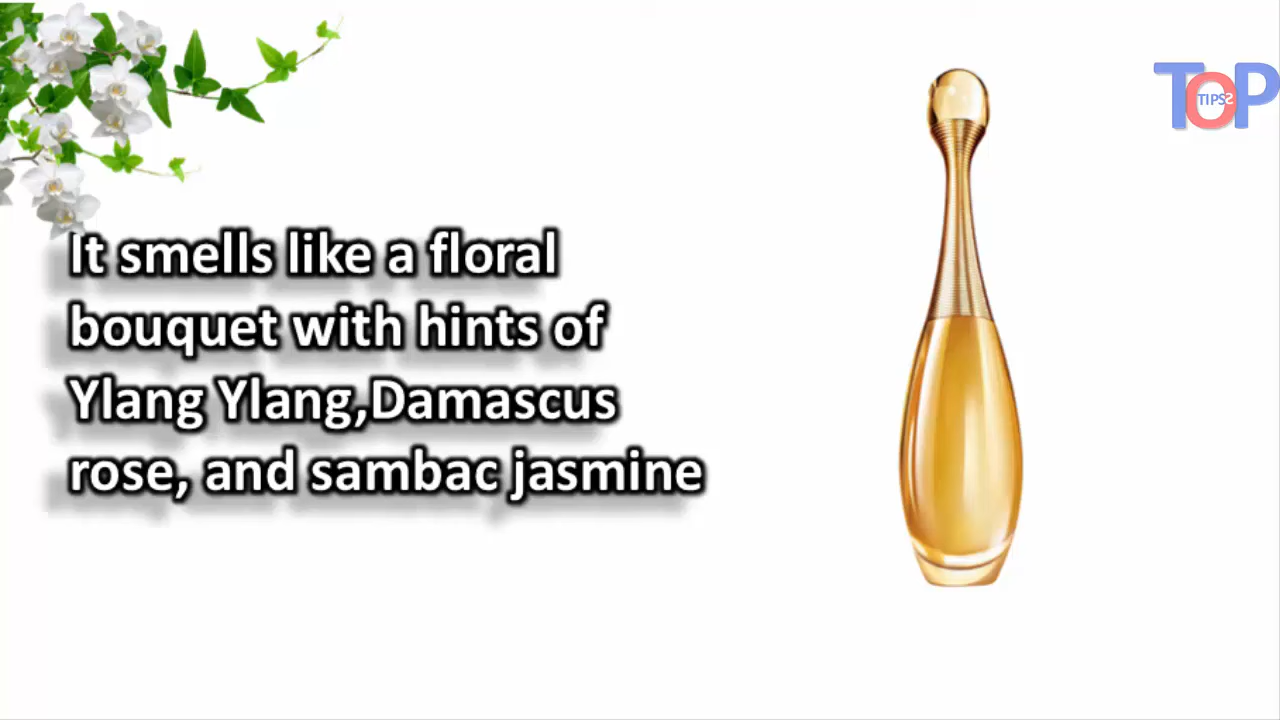 TOP
TIPS
It smells like a floral
bouquet with hints of
Ylang Ylang,Damascus
rose, and sambac jasmine